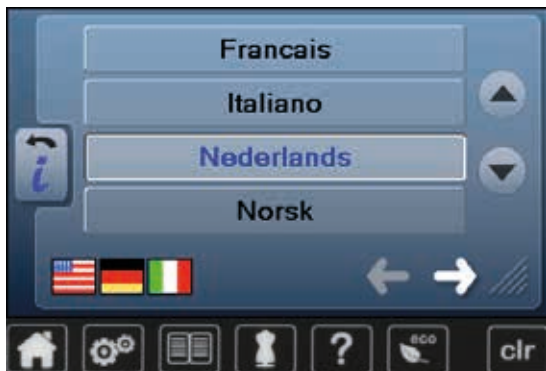 Francais
Italiano
Nederlands
Norsk
i
?
eco
clr